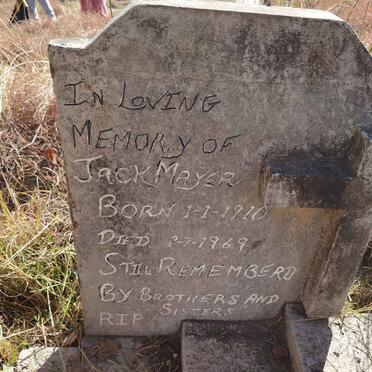 IN LOVING
MEMORY OF
JACK MAYER
BORN 1-1-1910
DIED 2-7-1969
STILL REMEMBERD
BY BROTHERS AND
RIP SISTERS